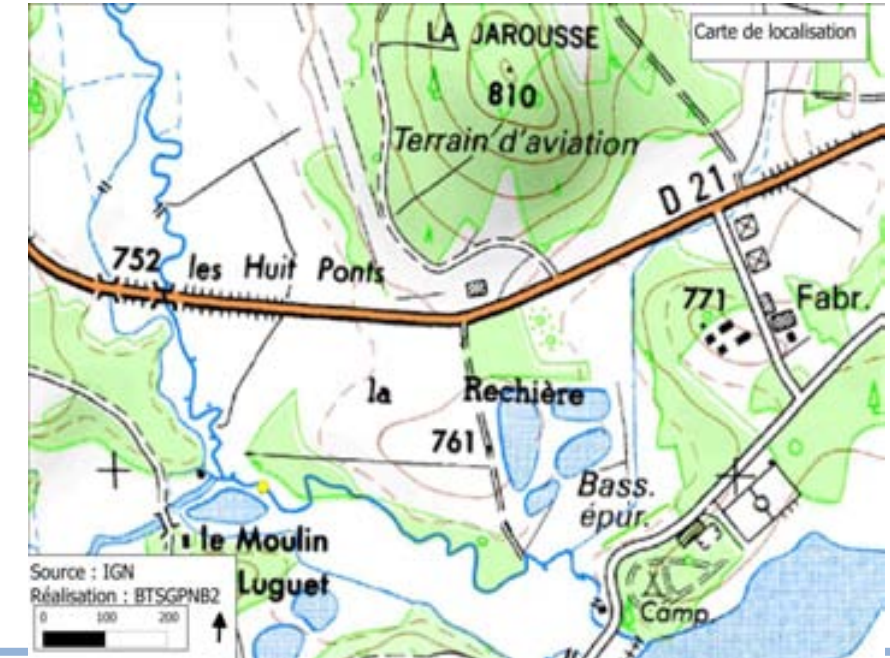 LA JAROUSSE
Carte de localisation
810
Terrain d'aviation
D 21
752
les Huit Ponts
771
Fabr.
la Rechière
761
Bass.
épur.
le Moulin
Luguet
Camp.
Source : IGN
Réalisation : BTSGPNB2
0 100 200